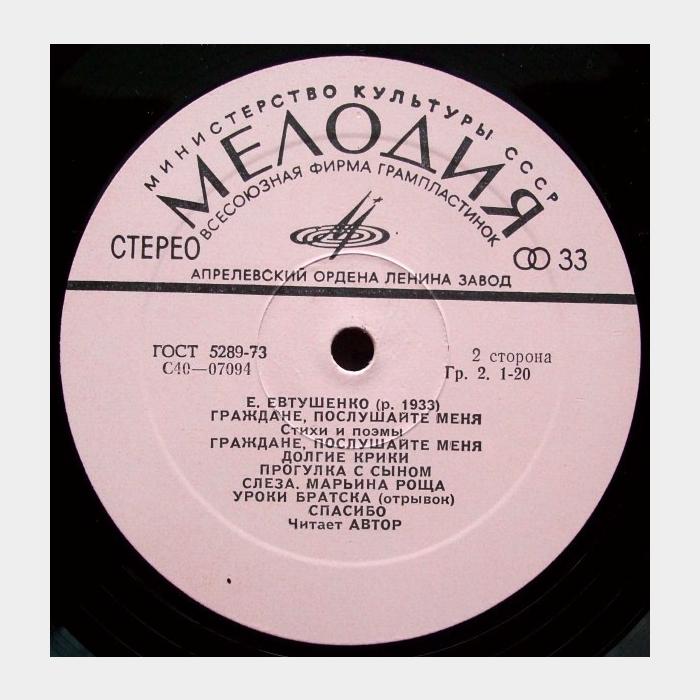 МИНИСТЕРСТВО КУЛЬТУРЫ СССР
МЕЛОДИЯ
ВСЕСОЮЗНАЯ ФИРМА ГРАМПЛАСТИНОК
СТЕРЕО
33
АПРЕЛЕВСКИЙ ОРДЕНА ЛЕНИНА ЗАВОД
ГОСТ 5289-73
С40—07094
2 сторона
Гр. 2. 1-20
Е. ЕВТУШЕНКО (р. 1933)
ГРАЖДАНЕ, ПОСЛУШАЙТЕ МЕНЯ
Стихи и поэмы
ГРАЖДАНЕ, ПОСЛУШАЙТЕ МЕНЯ
ДОЛГИЕ КРИКИ
ПРОГУЛКА С СЫНОМ
СЛЕЗА. МАРЬИНА РОЩА
УРОКИ БРАТСКА (отрывок)
СПАСИБО
Читает АВТОР